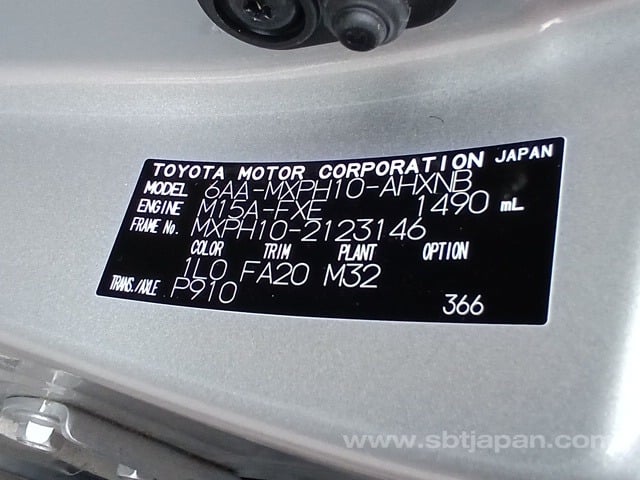 TOYOTA MOTOR CORPORATION JAPAN
MODEL 6AA-MXPH10-AHXNB
ENGINE M15A-FXE 1490 mL
FRAME No. MXPH10-2123146
COLOR TRIM PLANT OPTION
1L0 FA20 M32
TRANS./AXLE P910 366
www.sbtjapan.com